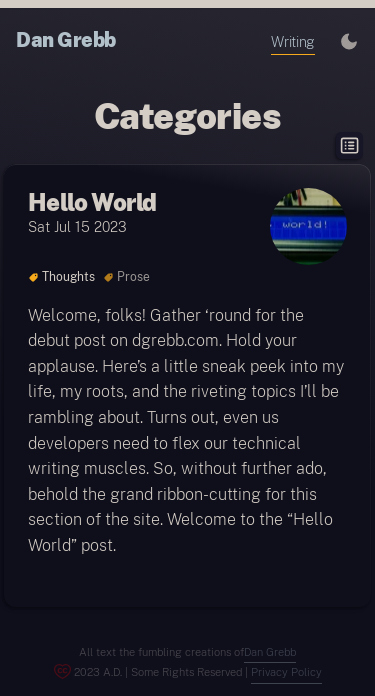 Dan Grebb
Writing
Categories
Hello World
Sat Jul 15 2023
world!
Thoughts Prose
Welcome, folks! Gather ‘round for the
debut post on dgrebb.com. Hold your
applause. Here’s a little sneak peek into my
life, my roots, and the riveting topics I’ll be
rambling about. Turns out, even us
developers need to flex our technical
writing muscles. So, without further ado,
behold the grand ribbon-cutting for this
section of the site. Welcome to the “Hello
World” post.
All text the fumbling creations ofDan Grebb
2023 A.D. | Some Rights Reserved | Privacy Policy